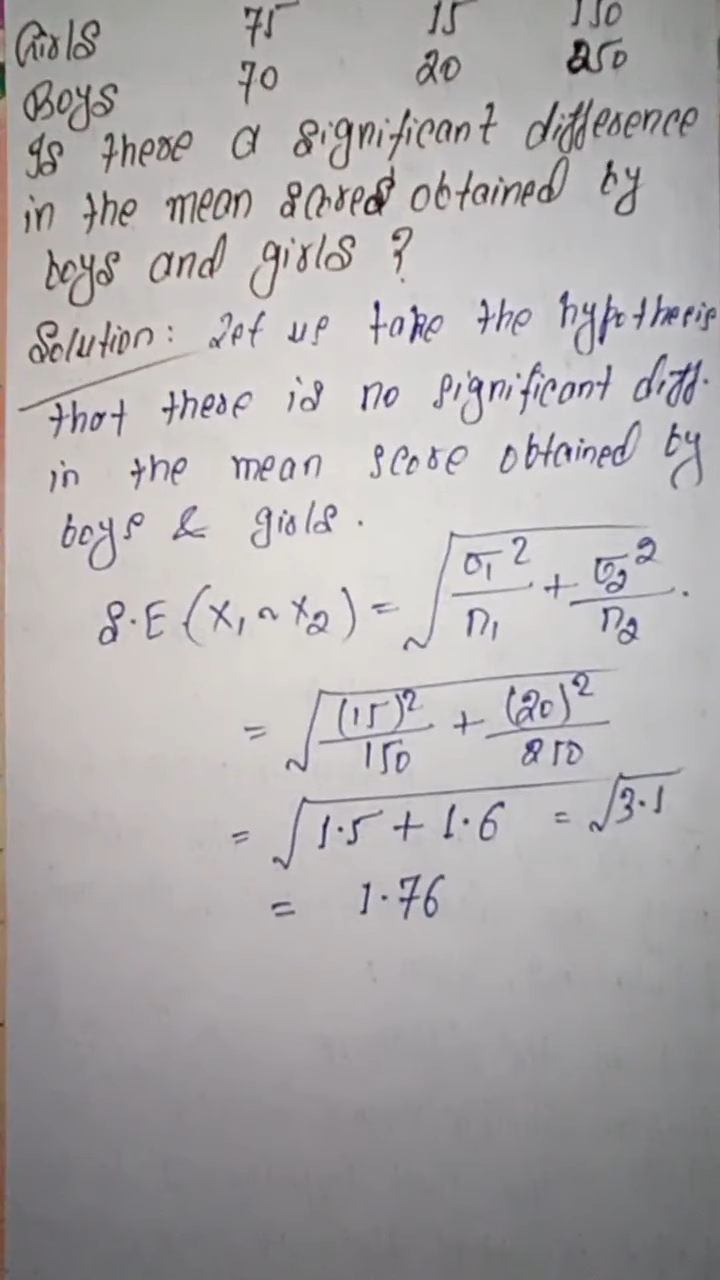 Girls 75 15 150
Boys 70 20 250
Is there a significant difference
in the mean scored obtained by
boys and girls ?
Solution: Let us take the hypothesis
that there is no significant diff.
in the mean score obtained by
boys & girls.
S.E (X₁ ~ X₂) = √(σ₁²/n₁ + σ₂²/n₂).
= √((15)²/150 + (20)²/250)
= √(1.5 + 1.6) = √3.1
= 1.76